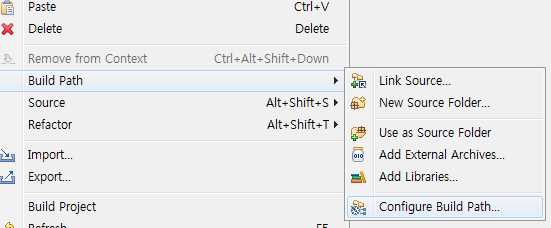 Paste Ctrl+V
Delete Delete
Remove from Context Ctrl+Alt+Shift+Down
Build Path
Source Alt+Shift+S
Refactor Alt+Shift+T
Import...
Export...
Build Project
Refresh F5
Link Source...
New Source Folder...
Use as Source Folder
010
Add External Archives...
Add Libraries...
Configure Build Path...